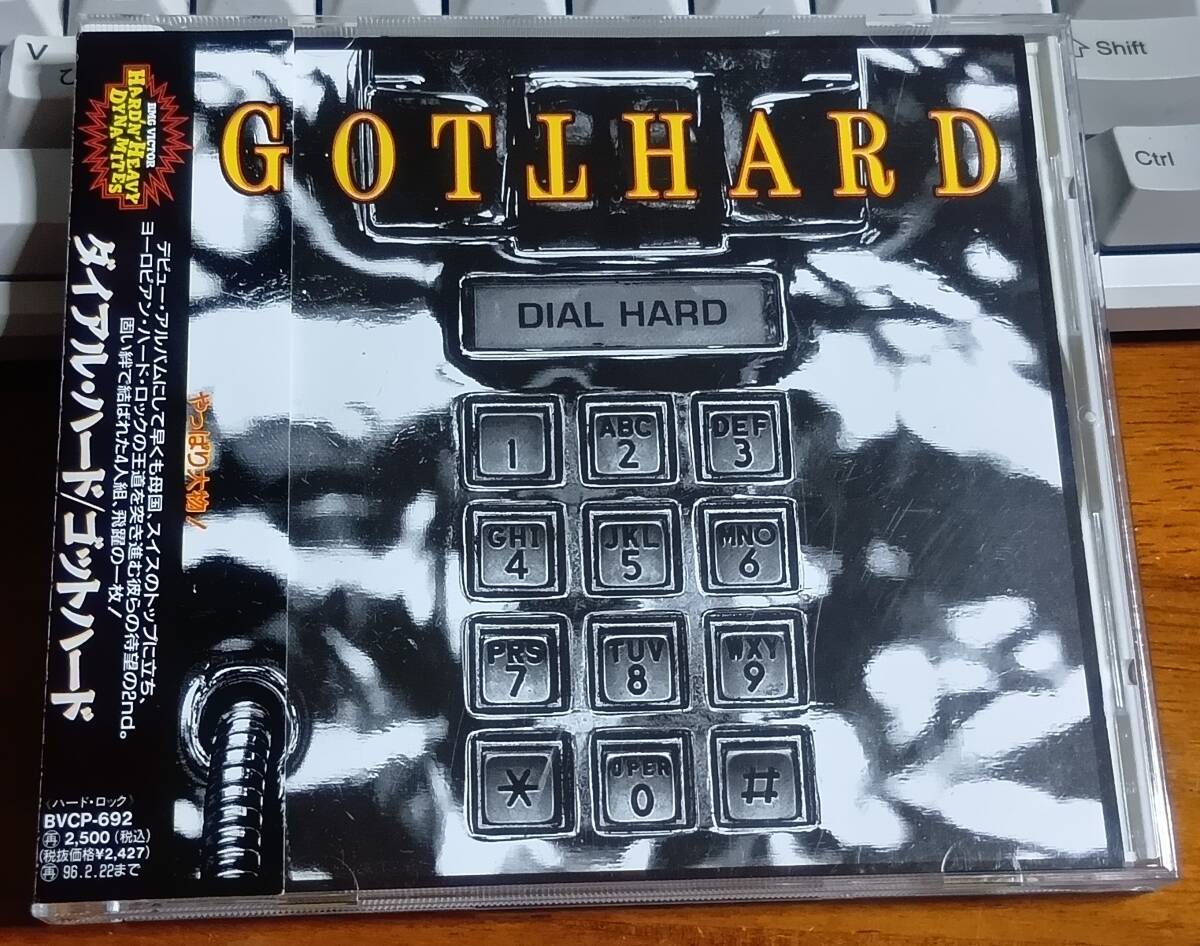 V
ひ
Shift
Ctrl
BMG VICTOR
HARD'N' HEAVY
DYNAMITES
GOTTHARD
DIAL HARD
やっぱり大物!
デビュー・アルバムにして早くも母国、スイスのトップに立ち、
ヨーロピアン・ハード・ロックの王道を突き進む彼らの待望の2nd。
固い絆で結ばれた4人組、飛躍の一枚!
ダイアル・ハード/ゴットハード
1
ABC
2
DEF
3
GHI
4
JKL
5
MNO
6
PRS
7
TUV
8
WXY
9
*
OPER
0
#
《ハード・ロック》
BVCP-692
再 2,500(税込)
(税抜価格¥2,427)
再 96.2.22まで